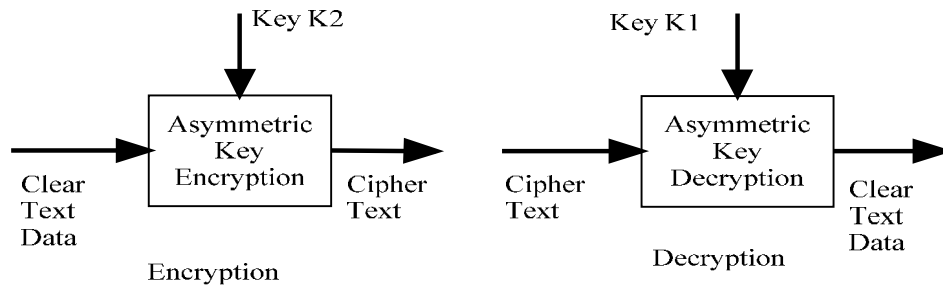 Key K2
Asymmetric
Key
Encryption
Clear
Text
Data
Cipher
Text
Encryption
Key K1
Asymmetric
Key
Decryption
Cipher
Text
Clear
Text
Data
Decryption